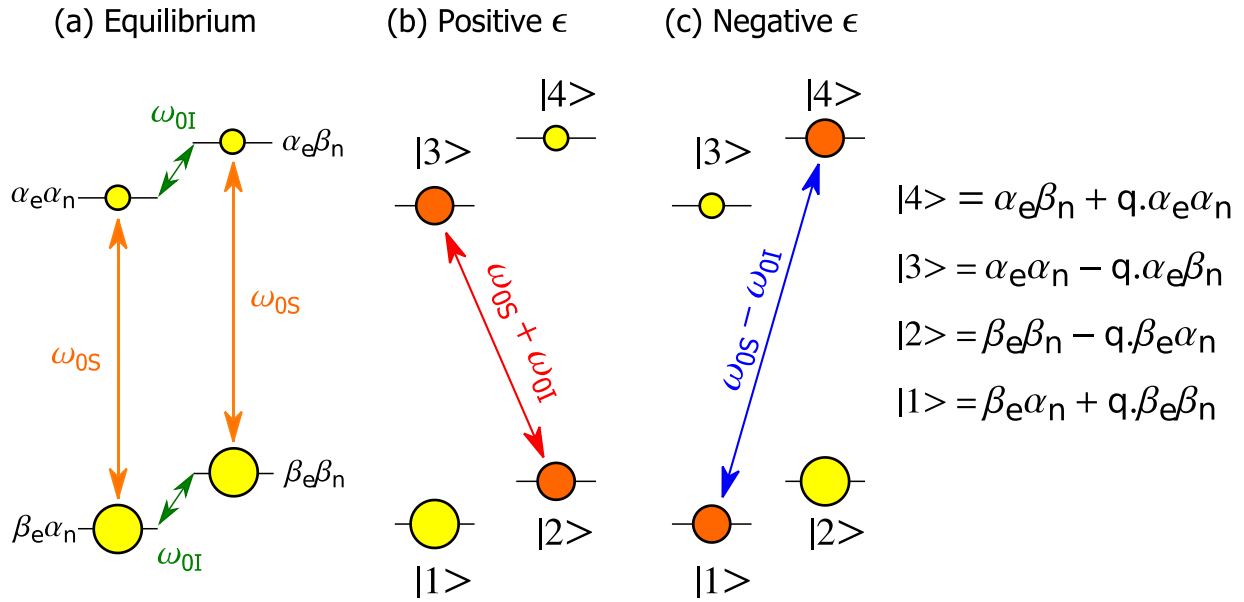 (a) Equilibrium
(b) Positive ϵ
(c) Negative ϵ
ω0I
αeβn
αeαn
ω0S
ω0S
βeβn
βeαn
ω0I
|4>
|3>
ω0S + ω0I
|2>
|1>
|4>
|3>
ω0S − ω0I
|2>
|1>
|4> = αeβn + q.αeαn
|3> = αeαn − q.αeβn
|2> = βeβn − q.βeαn
|1> = βeαn + q.βeβn